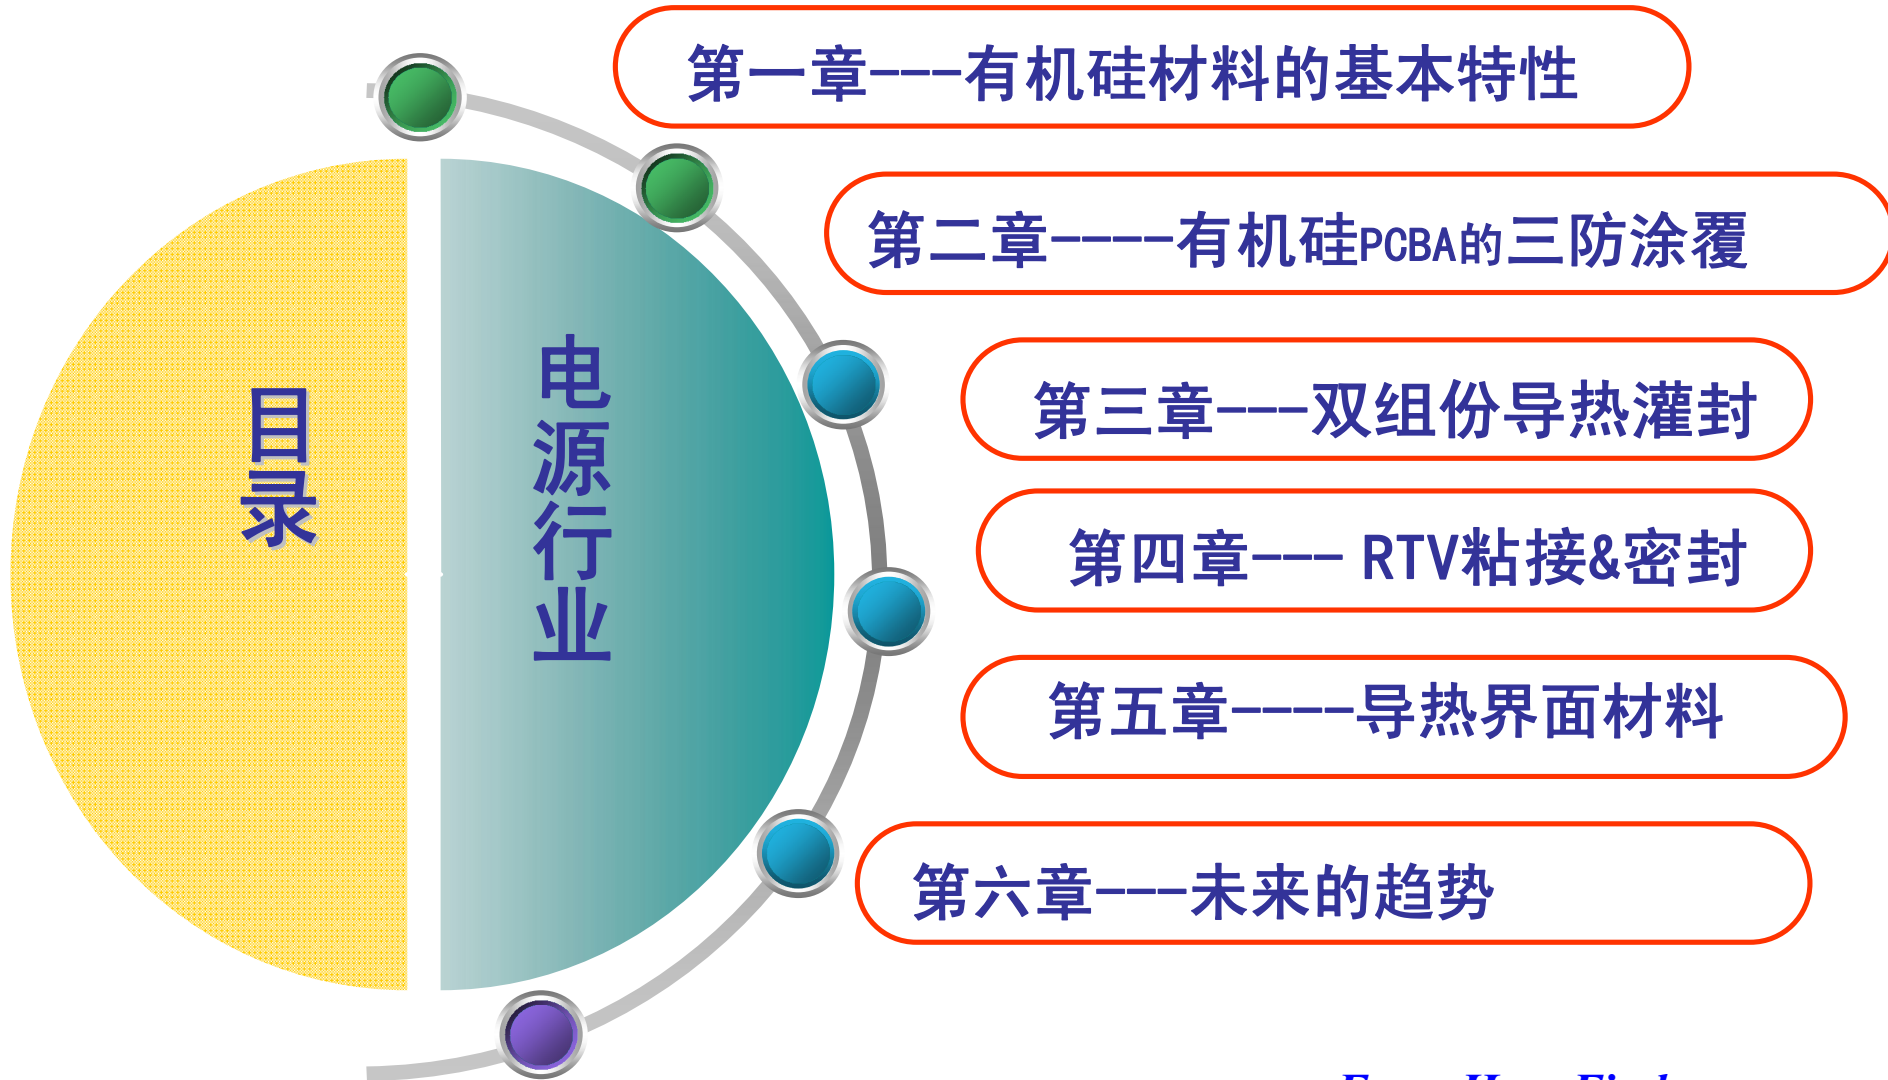 目录
电源行业
第一章---有机硅材料的基本特性
第二章----有机硅PCBA的三防涂覆
第三章---双组份导热灌封
第四章--- RTV粘接&密封
第五章----导热界面材料
第六章---未来的趋势